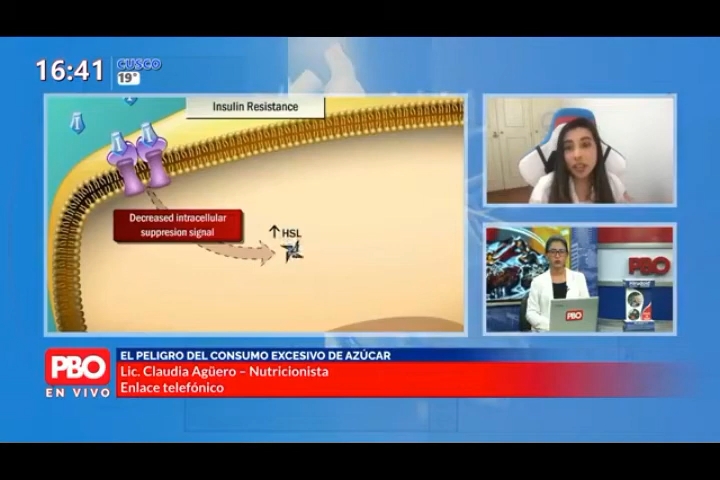 16:41
CUSCO
19°
Insulin Resistance
Decreased intracellular
suppresion signal
↑ HSL
PBO
PBO
PBO
EN VIVO
EL PELIGRO DEL CONSUMO EXCESIVO DE AZÚCAR
Lic. Claudia Agüero – Nutricionista
Enlace telefónico